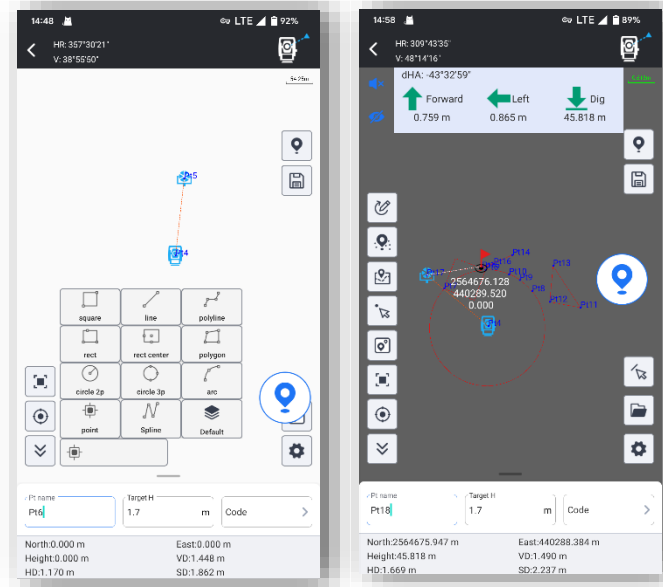 14:48
LTE
92%
HR: 357°30'21"
V: 38°55'50"
Pt5
Pt4
square
line
polyline
rect
rect center
polygon
circle 2p
circle 3p
arc
point
Spline
Default
Pt name
Pt6
Target H
1.7 m
Code
North:0.000 m
East:0.000 m
Height:0.000 m
VD:1.448 m
HD:1.170 m
SD:1.862 m
14:58
LTE
89%
HR: 309°43'35"
V: 48°14'16"
dHA: -43°32'59"
Forward
Left
Dig
0.759 m
0.865 m
45.818 m
Pt14
Pt16
Pt13
Pt10
Pt9
Pt8
Pt12
Pt11
2564676.128
440289.520
0.000
Pt4
Pt name
Pt18
Target H
1.7 m
Code
North:2564675.947 m
East:440288.384 m
Height:45.818 m
VD:1.490 m
HD:1.669 m
SD:2.237 m